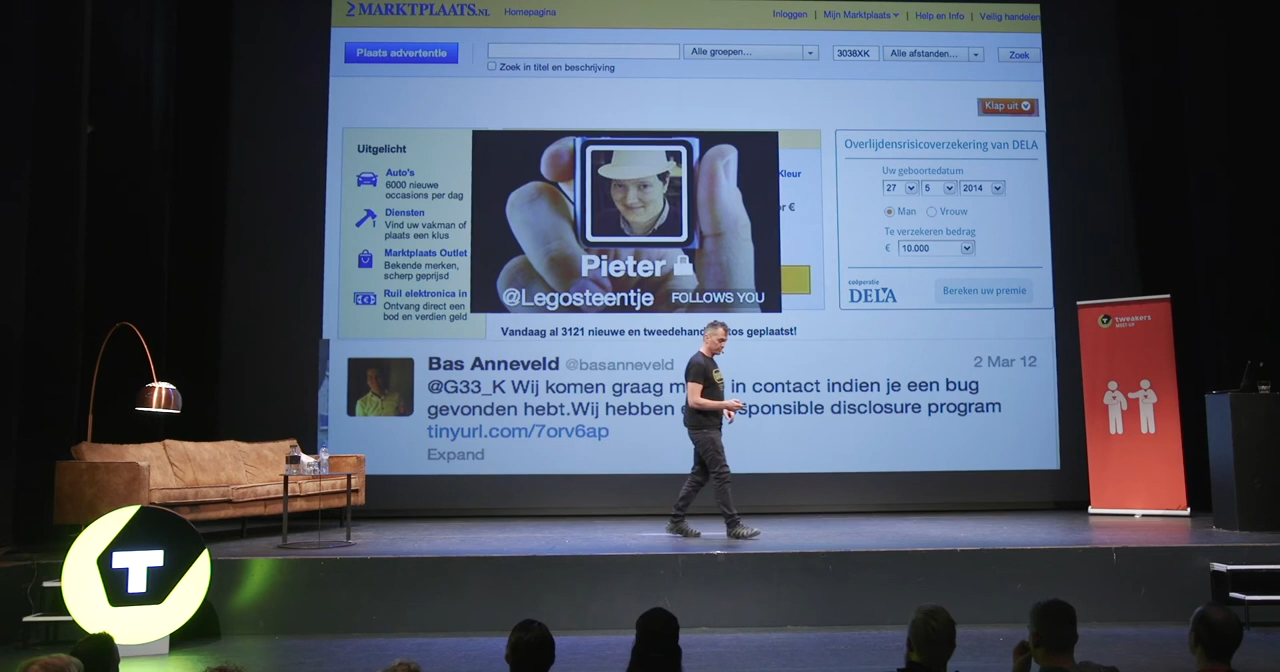 MARKTPLAATS.NL Homepagina Inloggen | Mijn Marktplaats | Help en Info | Veilig handelen
Plaats advertentie Alle groepen... 3038XK Alle afstanden... Zoek
Zoek in titel en beschrijving
Klap uit
Uitgelicht
Auto's
6000 nieuwe
occasions per dag
Diensten
Vind uw vakman of
plaats een klus
Marktplaats Outlet
Bekende merken,
scherp geprijsd
Ruil elektronica in
Ontvang direct een
bod en verdien geld
Pieter
@Legosteentje FOLLOWS YOU
Kleur
€
Overlijdensrisicoverzekering van DELA
Uw geboortedatum
27 5 2014
Man Vrouw
Te verzekeren bedrag
€ 10.000
coöperatie
DELA
Bereken uw premie
Vandaag al 3121 nieuwe en tweedehands geplaatst!
Bas Anneveld @basanneveld 2 Mar 12
@G33_K Wij komen graag in contact indien je een bug
gevonden hebt.Wij hebben disclosure program
tinyurl.com/7orv6ap
Expand
tweakers
MEET-UP
T